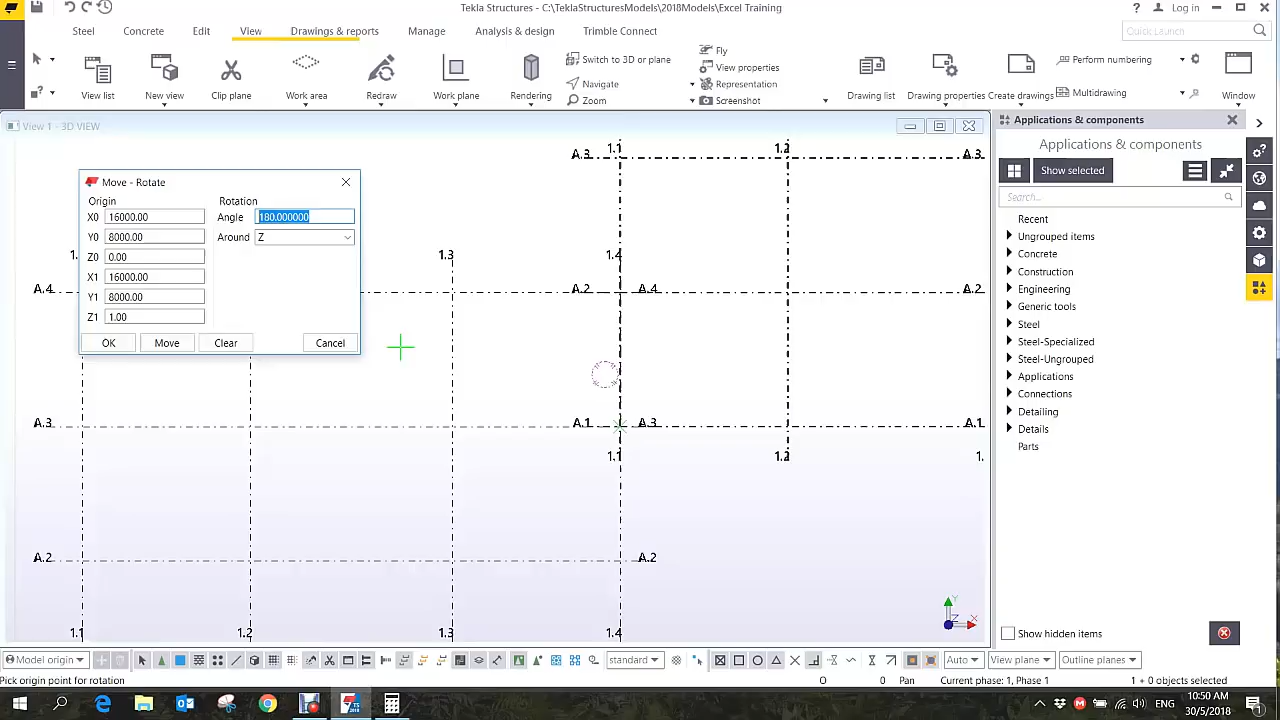 Tekla Structures - C:\TeklaStructuresModels\2018Models\Excel Training
Log in
Steel Concrete Edit View Drawings & reports Manage Analysis & design Trimble Connect
Quick Launch
Fly
Switch to 3D or plane View properties Perform numbering
Navigate Representation
Zoom Screenshot Multidrawing
View list New view Clip plane Work area Redraw Work plane Rendering Drawing list Drawing properties Create drawings Window
View 1 - 3D VIEW
Applications & components
Applications & components
Show selected
Search...
Recent
Ungrouped items
Concrete
Construction
Engineering
Generic tools
Steel
Steel-Specialized
Steel-Ungrouped
Applications
Connections
Detailing
Details
Parts
Show hidden items
Move - Rotate
Origin Rotation
X0 16000.00 Angle 180.000000
Y0 8000.00 Around Z
Z0 0.00
X1 16000.00
Y1 8000.00
Z1 1.00
OK Move Clear Cancel
1.1 1.2
A.3 A.3
1. 1.3 1.4
A.4 A.2 A.4 A.2
A.3 A.1 A.3 A.1
1.1 1.2 1.
A.2 A.2
1.1 1.2 1.3 1.4
Y
Z X
Model origin standard Auto View plane Outline planes
Pick origin point for rotation O 0 Pan Current phase: 1, Phase 1 1 + 0 objects selected
ENG 10:50 AM
30/5/2018